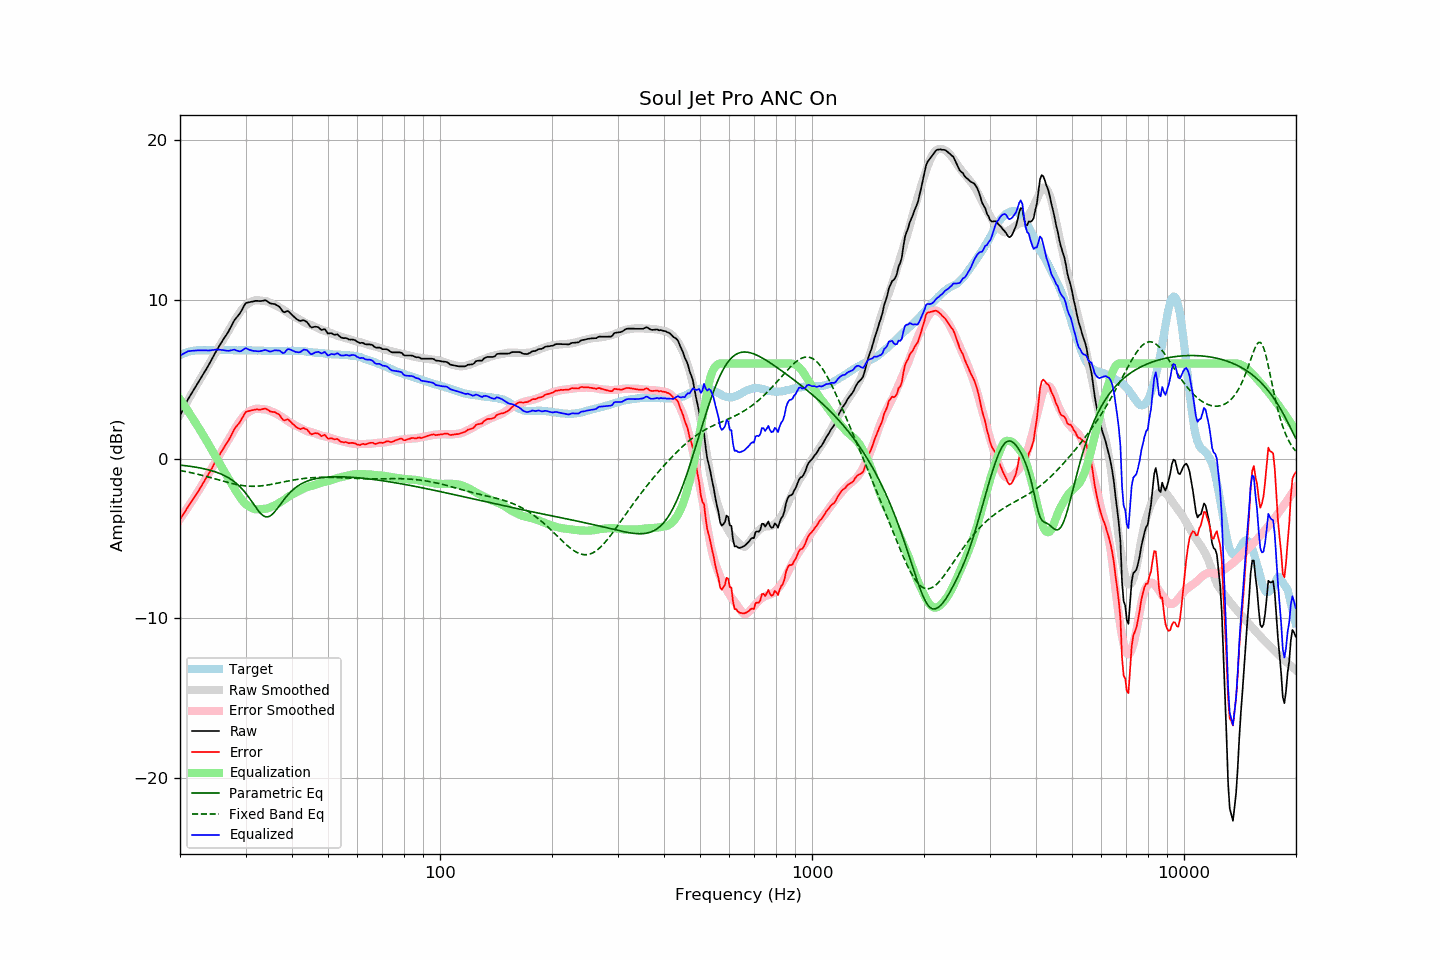 Soul Jet Pro ANC On
Amplitude (dBr)
20
10
0
−10
−20
Target
Raw Smoothed
Error Smoothed
Raw
Error
Equalization
Parametric Eq
Fixed Band Eq
Equalized
100
1000
10000
Frequency (Hz)